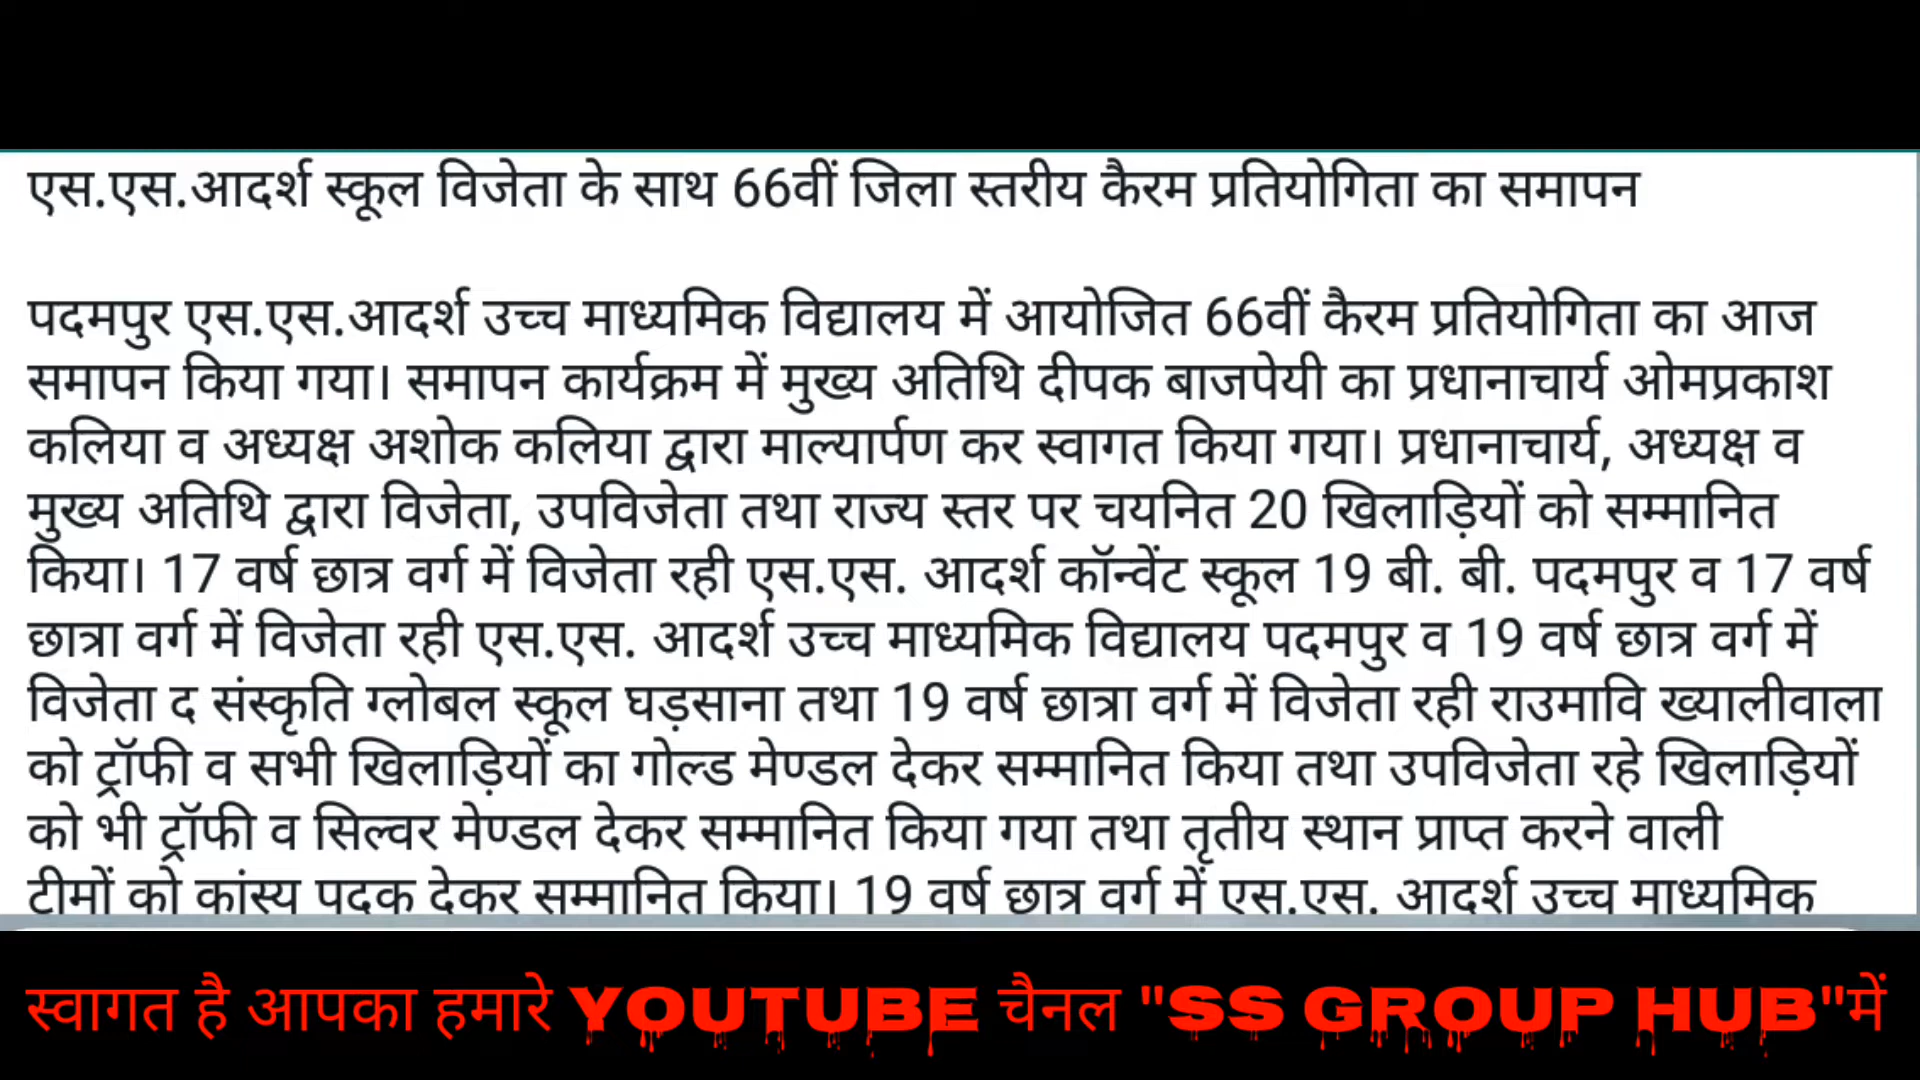 एस.एस.आदर्श स्कूल विजेता के साथ 66वीं जिला स्तरीय कैरम प्रतियोगिता का समापन
पदमपुर एस.एस.आदर्श उच्च माध्यमिक विद्यालय में आयोजित 66वीं कैरम प्रतियोगिता का आज
समापन किया गया। समापन कार्यक्रम में मुख्य अतिथि दीपक बाजपेयी का प्रधानाचार्य ओमप्रकाश
कलिया व अध्यक्ष अशोक कलिया द्वारा माल्यार्पण कर स्वागत किया गया। प्रधानाचार्य, अध्यक्ष व
मुख्य अतिथि द्वारा विजेता, उपविजेता तथा राज्य स्तर पर चयनित 20 खिलाड़ियों को सम्मानित
किया। 17 वर्ष छात्र वर्ग में विजेता रही एस.एस. आदर्श कॉन्वेंट स्कूल 19 बी. बी. पदमपुर व 17 वर्ष
छात्रा वर्ग में विजेता रही एस.एस. आदर्श उच्च माध्यमिक विद्यालय पदमपुर व 19 वर्ष छात्र वर्ग में
विजेता द संस्कृति ग्लोबल स्कूल घड़साना तथा 19 वर्ष छात्रा वर्ग में विजेता रही राउमावि ख्यालीवाला
को ट्रॉफी व सभी खिलाड़ियों का गोल्ड मेण्डल देकर सम्मानित किया तथा उपविजेता रहे खिलाड़ियों
को भी ट्रॉफी व सिल्वर मेण्डल देकर सम्मानित किया गया तथा तृतीय स्थान प्राप्त करने वाली
टीमों को कांस्य पदक देकर सम्मानित किया। 19 वर्ष छात्र वर्ग में एस.एस. आदर्श उच्च माध्यमिक
स्वागत है आपका हमारे YOUTUBE चैनल "SS GROUP HUB"में